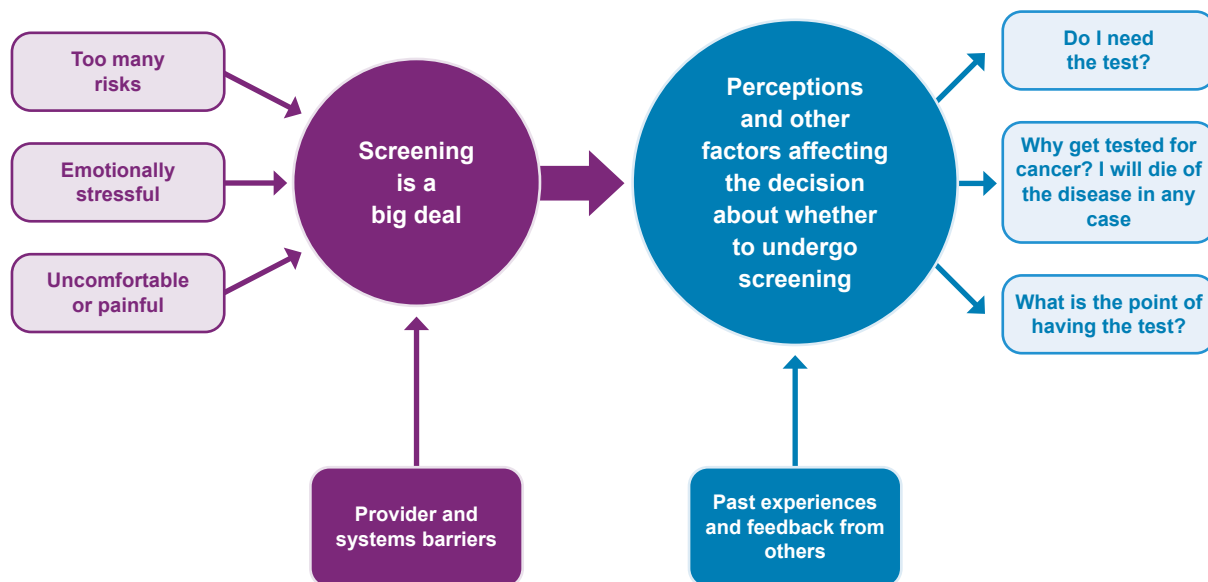 Too many
risks
Emotionally
stressful
Uncomfortable
or painful
Screening
is a
big deal
Provider and
systems barriers
Perceptions
and other
factors affecting
the decision
about whether
to undergo
screening
Past experiences
and feedback from
others
Do I need
the test?
Why get tested for
cancer? I will die of
the disease in any
case
What is the point of
having the test?